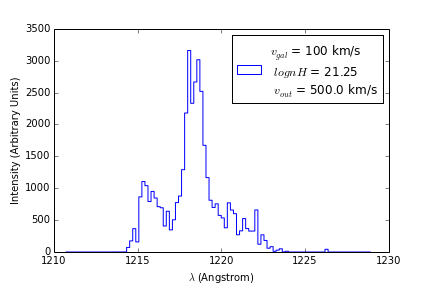 3500
3000
2500
2000
1500
1000
500
0
Intensity (Arbitrary Units)
v_gal = 100 km/s
lognH = 21.25
v_out = 500.0 km/s
1210 1215 1220 1225 1230
λ (Angstrom)